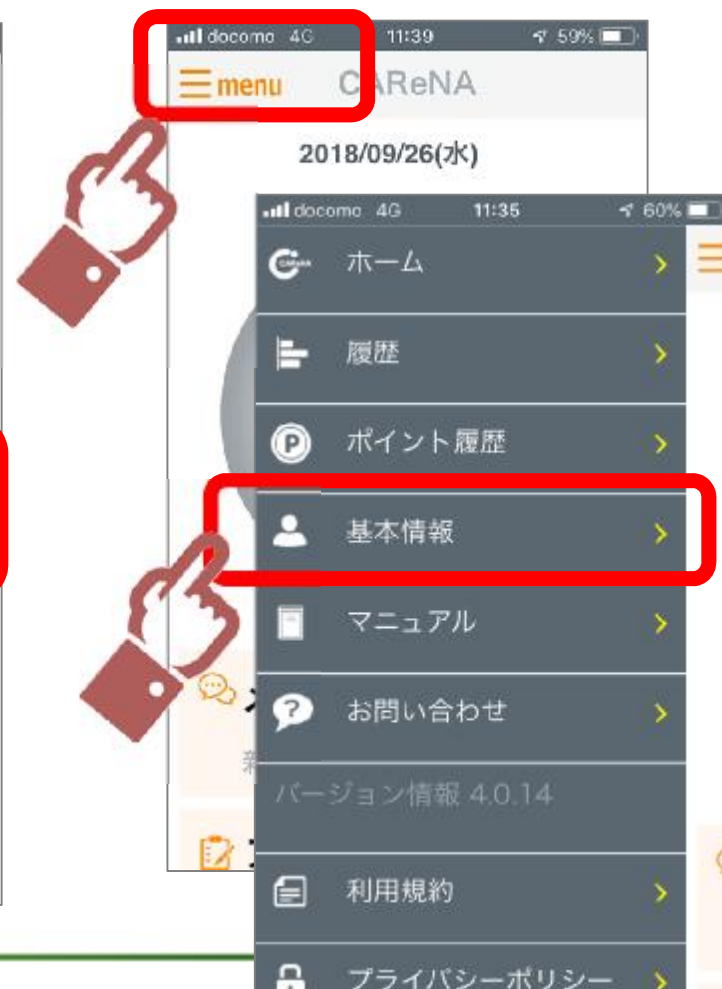 docomo 4G 11:39 59%
menu CAReNA
2018/09/26(水)
docomo 4G 11:35 60%
ホーム
履歴
ポイント履歴
基本情報
マニュアル
お問い合わせ
バージョン情報 4.0.14
利用規約
プライバシーポリシー